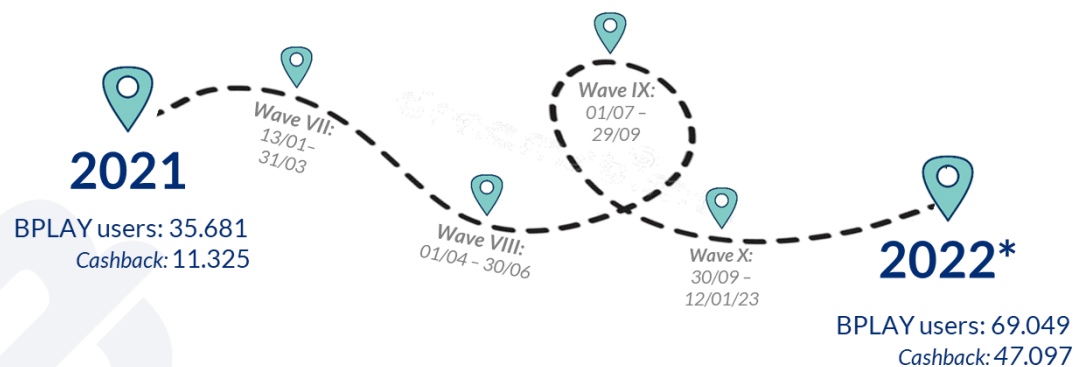 2021
BPLAY users: 35.681
Cashback: 11.325
Wave VII:
13/01–
31/03
Wave VIII:
01/04 – 30/06
Wave IX:
01/07 –
29/09
Wave X:
30/09 –
12/01/23
2022*
BPLAY users: 69.049
Cashback: 47.097